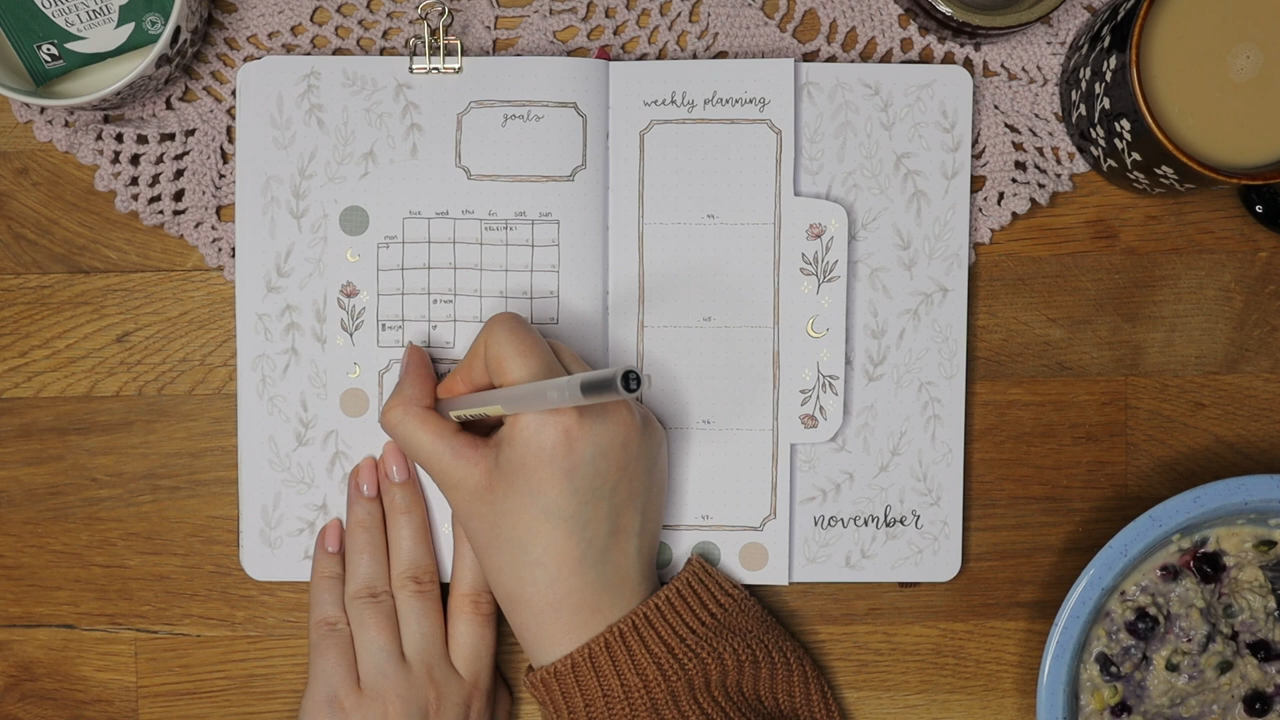 ORGANIC
GREEN TEA
& LIME
& GINGER
goals
mon tue wed thu fri sat sun
HELSINKI
weekly planning
-44-
-45-
-46-
-47-
november